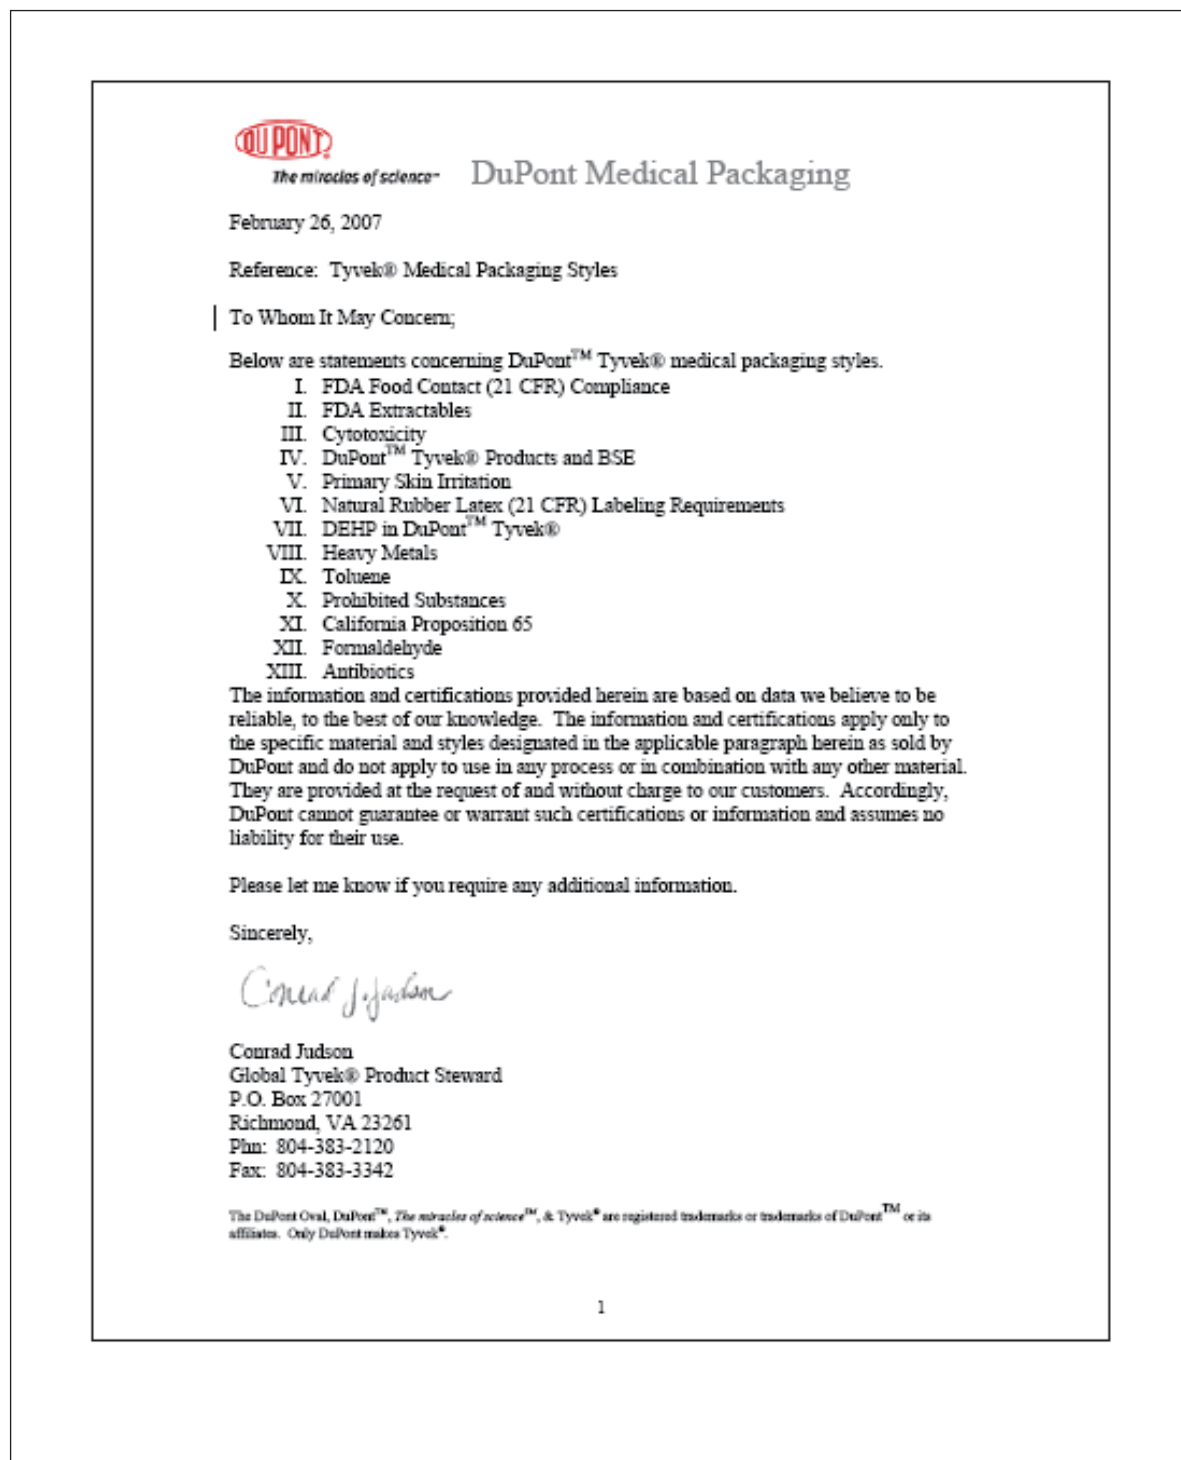 DUPONT®
The miracles of science™ DuPont Medical Packaging
February 26, 2007
Reference: Tyvek® Medical Packaging Styles
To Whom It May Concern;
Below are statements concerning DuPont™ Tyvek® medical packaging styles.
I. FDA Food Contact (21 CFR) Compliance
II. FDA Extractables
III. Cytotoxicity
IV. DuPont™ Tyvek® Products and BSE
V. Primary Skin Irritation
VI. Natural Rubber Latex (21 CFR) Labeling Requirements
VII. DEHP in DuPont™ Tyvek®
VIII. Heavy Metals
IX. Toluene
X. Prohibited Substances
XI. California Proposition 65
XII. Formaldehyde
XIII. Antibiotics
The information and certifications provided herein are based on data we believe to be
reliable, to the best of our knowledge. The information and certifications apply only to
the specific material and styles designated in the applicable paragraph herein as sold by
DuPont and do not apply to use in any process or in combination with any other material.
They are provided at the request of and without charge to our customers. Accordingly,
DuPont cannot guarantee or warrant such certifications or information and assumes no
liability for their use.
Please let me know if you require any additional information.
Sincerely,
Conrad J. Judson
Conrad Judson
Global Tyvek® Product Steward
P.O. Box 27001
Richmond, VA 23261
Phn: 804-383-2120
Fax: 804-383-3342
The DuPont Oval, DuPont™, The miracles of science™, & Tyvek® are registered trademarks or trademarks of DuPont™ or its
affiliates. Only DuPont makes Tyvek®.
1